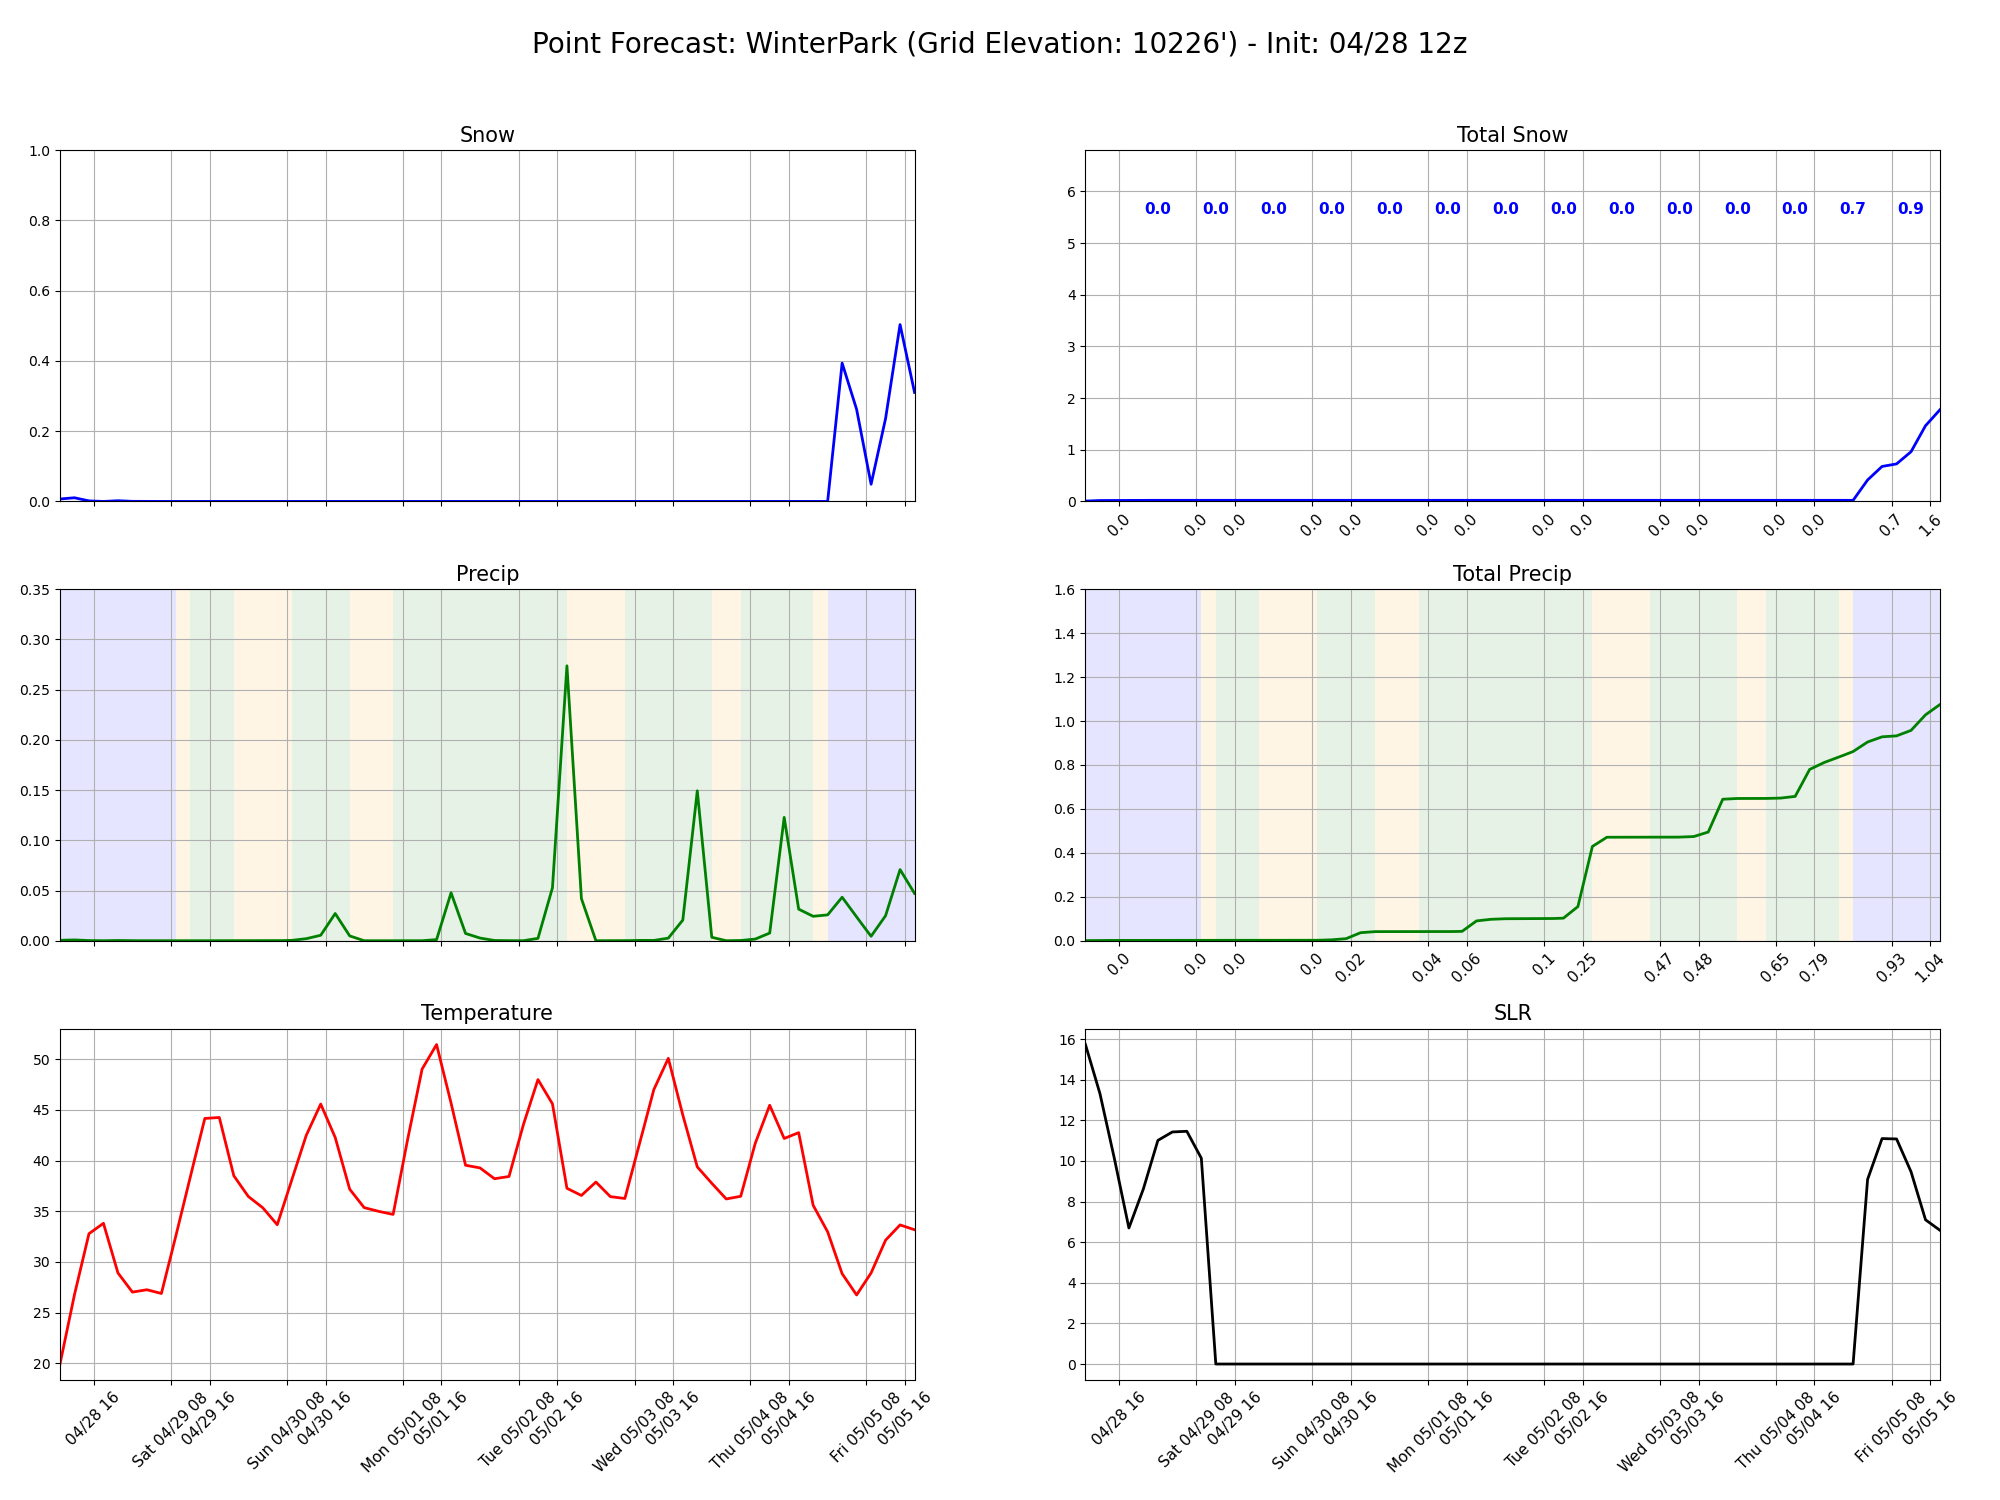 Point Forecast: WinterPark (Grid Elevation: 10226') - Init: 04/28 12z
Snow
1.0
0.8
0.6
0.4
0.2
0.0
Total Snow
6
5
4
3
2
1
0
0.0 0.0 0.0 0.0 0.0 0.0 0.0 0.0 0.0 0.0 0.0 0.0 0.7 0.9
0.0 0.0 0.0 0.0 0.0 0.0 0.0 0.0 0.0 0.0 0.0 0.0 0.0 0.7 1.6
Precip
0.35
0.30
0.25
0.20
0.15
0.10
0.05
0.00
Total Precip
1.6
1.4
1.2
1.0
0.8
0.6
0.4
0.2
0.0
0.0 0.0 0.0 0.0 0.02 0.04 0.06 0.1 0.25 0.47 0.48 0.65 0.79 0.93 1.04
Temperature
50
45
40
35
30
25
20
04/28 16
Sat 04/29 08
04/29 16
Sun 04/30 08
04/30 16
Mon 05/01 08
05/01 16
Tue 05/02 08
05/02 16
Wed 05/03 08
05/03 16
Thu 05/04 08
05/04 16
Fri 05/05 08
05/05 16
SLR
16
14
12
10
8
6
4
2
0
04/28 16
Sat 04/29 08
04/29 16
Sun 04/30 08
04/30 16
Mon 05/01 08
05/01 16
Tue 05/02 08
05/02 16
Wed 05/03 08
05/03 16
Thu 05/04 08
05/04 16
Fri 05/05 08
05/05 16